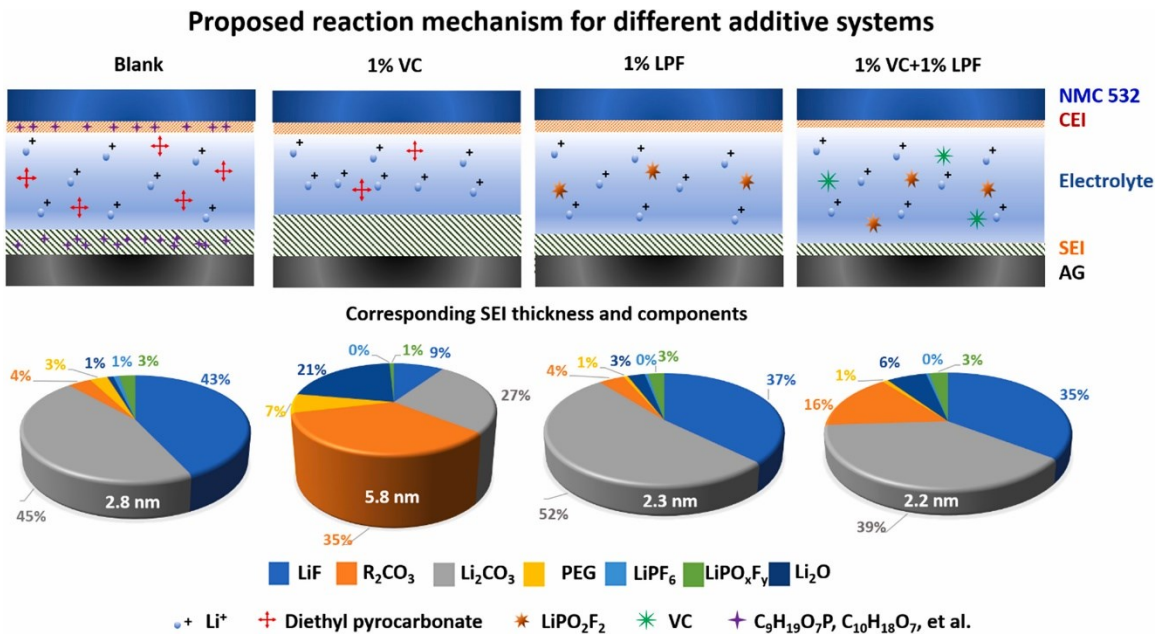 Proposed reaction mechanism for different additive systems
Blank 1% VC 1% LPF 1% VC+1% LPF
NMC 532
CEI
Electrolyte
SEI
AG
+ + + + + + + + + + + + + + + + + + + + + + + + + + + +
Corresponding SEI thickness and components
4% 3% 1% 1% 3% 43% 45% 2.8 nm
21% 0% 1% 9% 27% 7% 35% 5.8 nm
4% 1% 3% 0% 3% 37% 52% 2.3 nm
16% 1% 6% 0% 3% 35% 39% 2.2 nm
LiF R₂CO₃ Li₂CO₃ PEG LiPF₆ LiPOₓFᵧ Li₂O
+ Li⁺ Diethyl pyrocarbonate LiPO₂F₂ VC C₉H₁₉O₇P, C₁₀H₁₈O₇, et al.